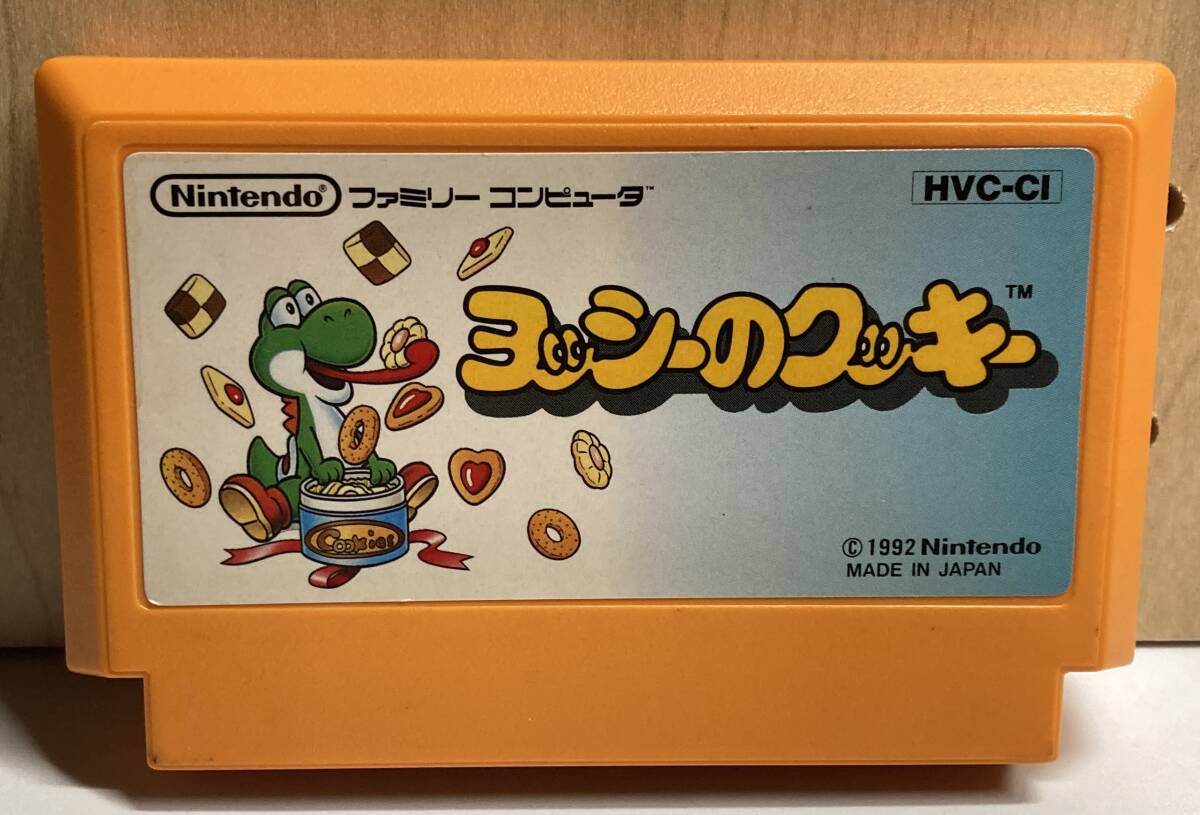 Nintendo® ファミリー コンピュータ™
HVC-CI
ヨッシーのクッキー™
Cookies
© 1992 Nintendo
MADE IN JAPAN